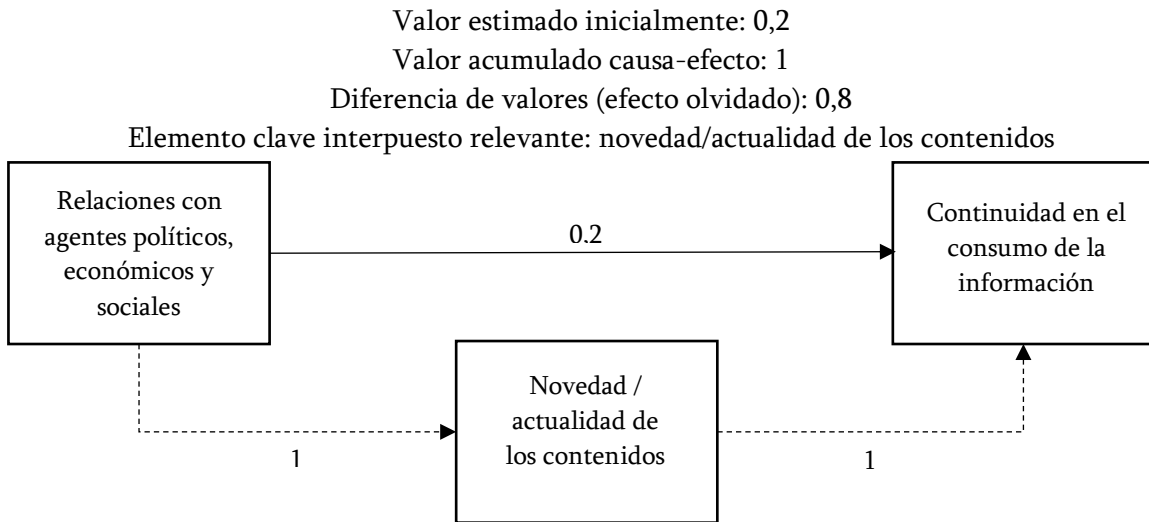 Valor estimado inicialmente: 0,2
Valor acumulado causa-efecto: 1
Diferencia de valores (efecto olvidado): 0,8
Elemento clave interpuesto relevante: novedad/actualidad de los contenidos
Relaciones con
agentes políticos,
económicos y
sociales
0,2
Continuidad en el
consumo de la
información
Novedad /
actualidad de
los contenidos
1
1